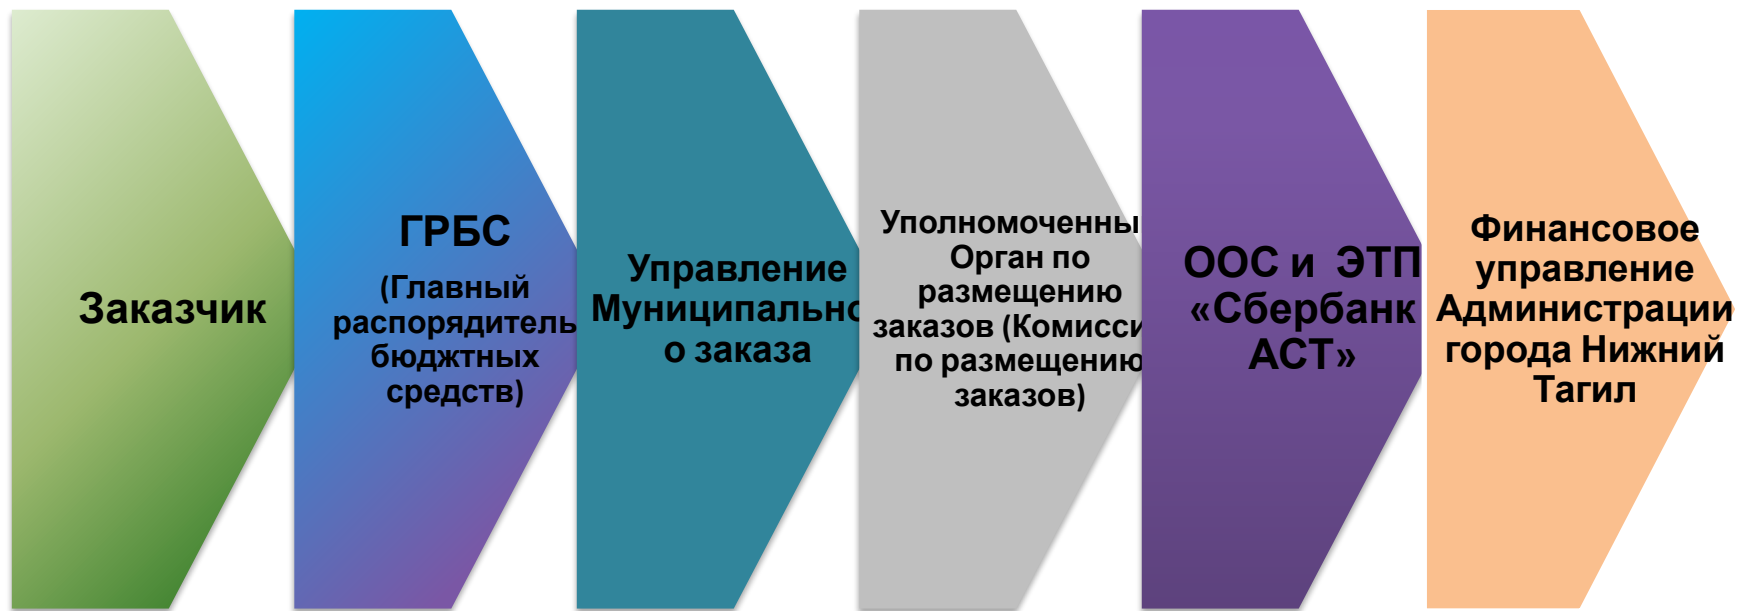 Заказчик
ГРБС
(Главный
распорядитель
бюджтных
средств)
Управление
Муниципально
о заказа
Уполномоченны
Орган по
размещению
заказов (Комисси
по размещению
заказов)
ООС и ЭТП
«Сбербанк
АСТ»
Финансовое
управление
Администрации
города Нижний
Тагил